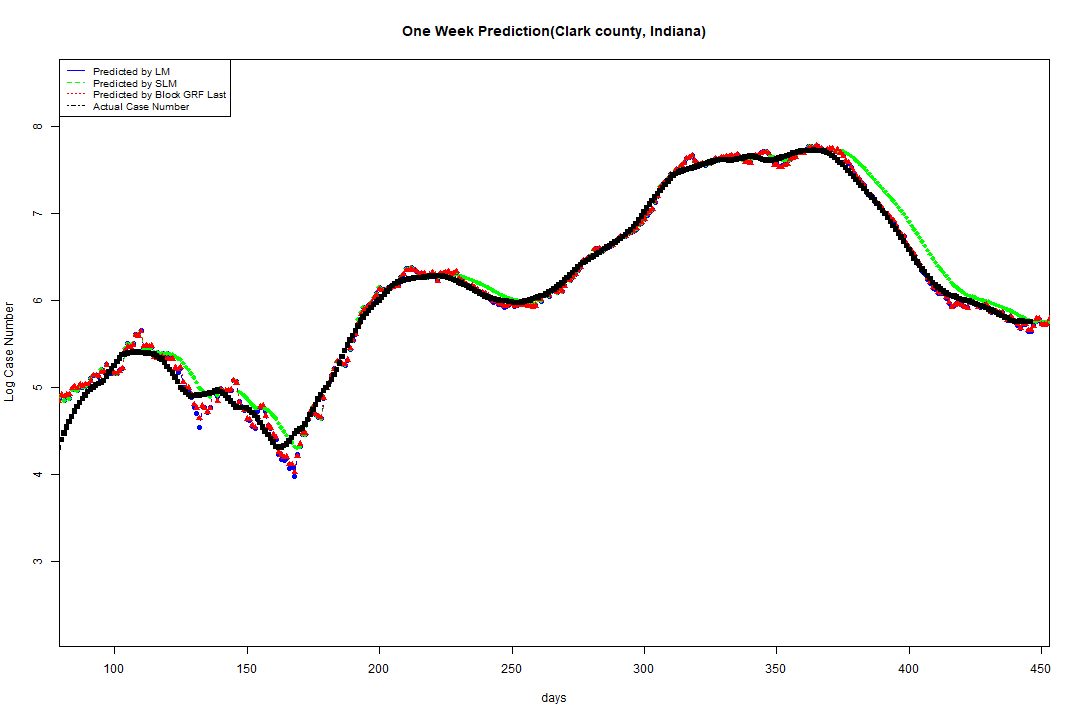 One Week Prediction(Clark county, Indiana)
Predicted by LM
Predicted by SLM
Predicted by Block GRF Last
Actual Case Number
8
7
6
5
4
3
Log Case Number
100 150 200 250 300 350 400 450
days